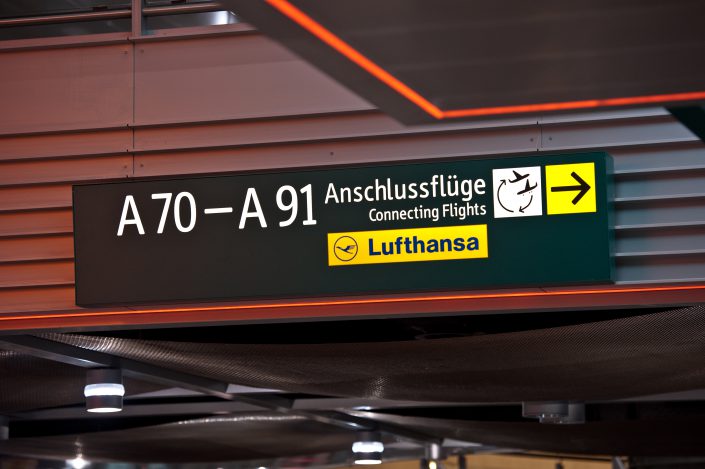 A 70 – A 91
Anschlussflüge
Connecting Flights
Lufthansa